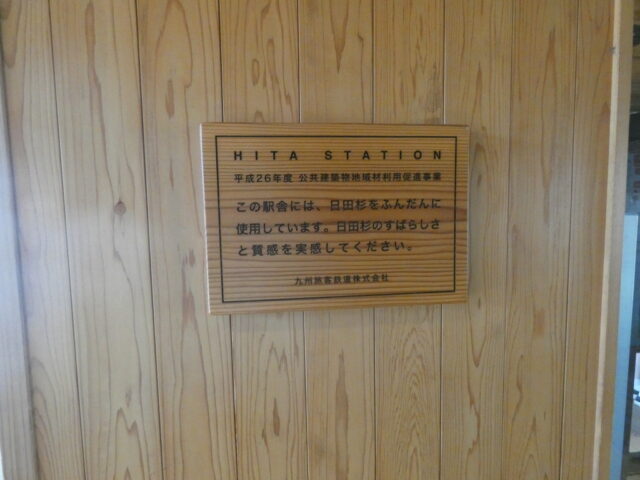 HITA STATION
平成26年度 公共建築物地域材利用促進事業
この駅舎には、日田杉をふんだんに
使用しています。日田杉のすばらしさ
と質感を実感してください。
九州旅客鉄道株式会社